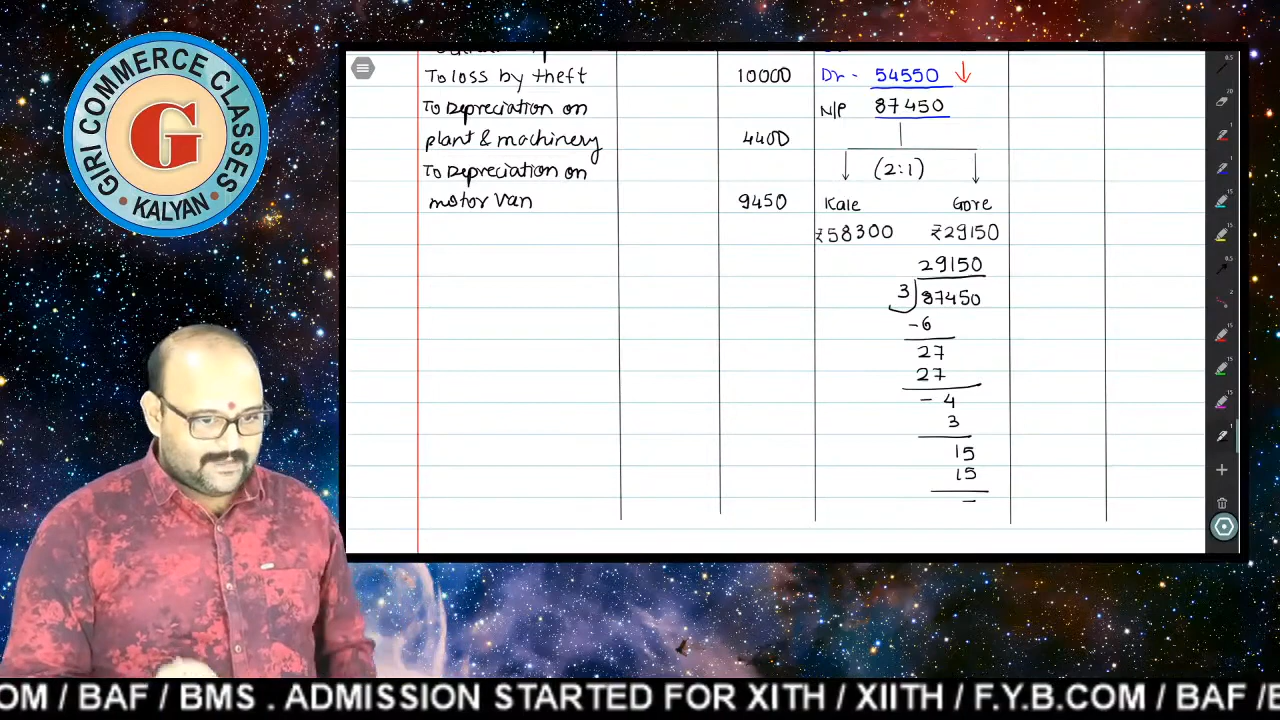 GIRI COMMERCE CLASSES
G
KALYAN
To loss by theft 10000
To Depreciation on
plant & machinery 4400
To Depreciation on
motor Van 9450
Dr - 54550 ↓
N/P 87450
(2:1)
Kale Gore
₹58300 ₹29150
29150
3 87450
-6
27
27
- 4
3
15
15
-
COM / BAF / BMS . ADMISSION STARTED FOR XITH / XIITH / F.Y.B.COM / BAF /B